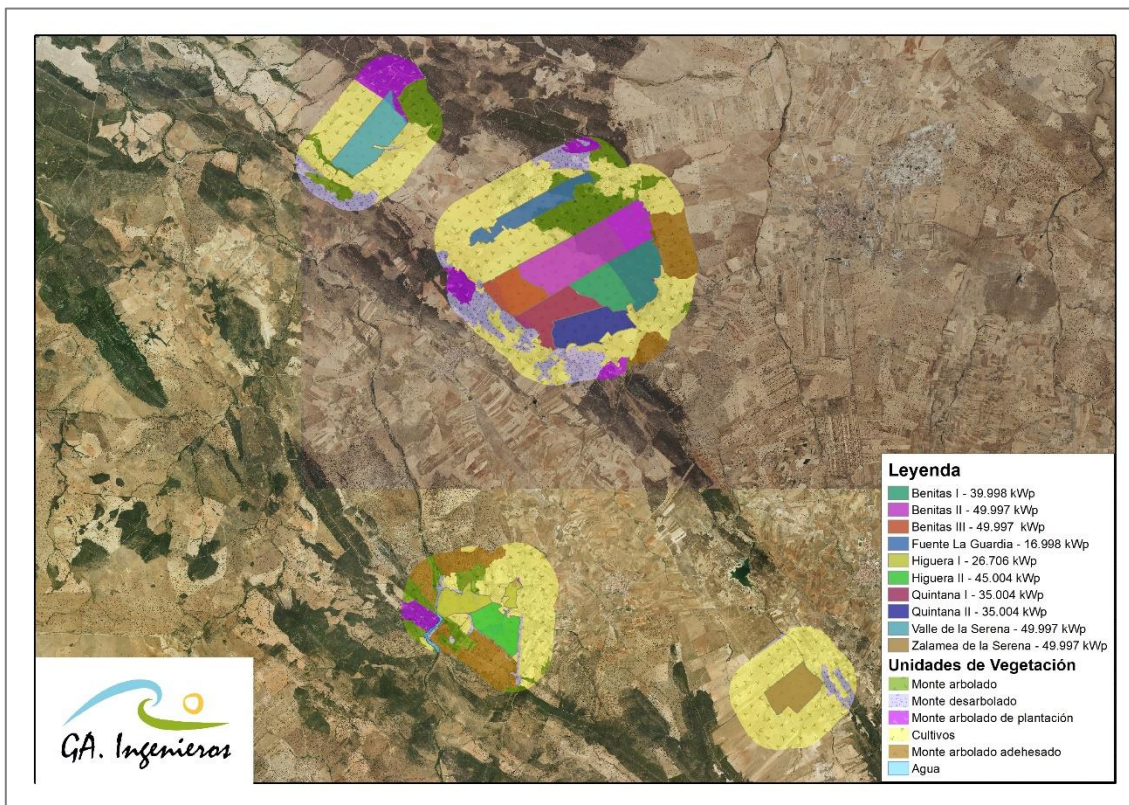 Leyenda
Benitas I - 39.998 kWp
Benitas II - 49.997 kWp
Benitas III - 49.997 kWp
Fuente La Guardia - 16.998 kWp
Higuera I - 26.706 kWp
Higuera II - 45.004 kWp
Quintana I - 35.004 kWp
Quintana II - 35.004 kWp
Valle de la Serena - 49.997 kWp
Zalamea de la Serena - 49.997 kWp
Unidades de Vegetación
Monte arbolado
Monte desarbolado
Monte arbolado de plantación
Cultivos
Monte arbolado adehesado
Agua
GA. Ingenieros